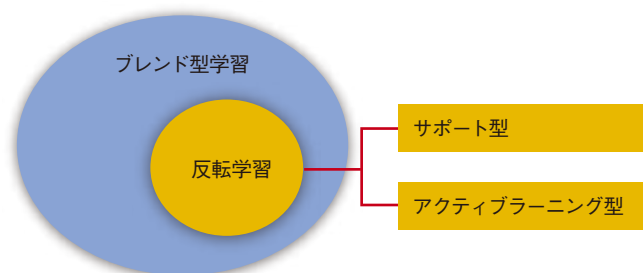 ブレンド型学習
反転学習
サポート型
アクティブラーニング型